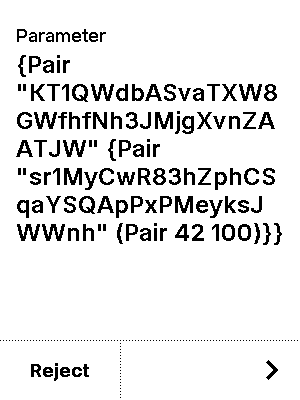 Parameter
{Pair
"KT1QWdbASvaTXW8
GWfhfNh3JMjgXvnZA
ATJW" {Pair
"sr1MyCwR83hZphCS
qaYSQApPxPMeyksJ
WWnh" (Pair 42 100)}}
Reject